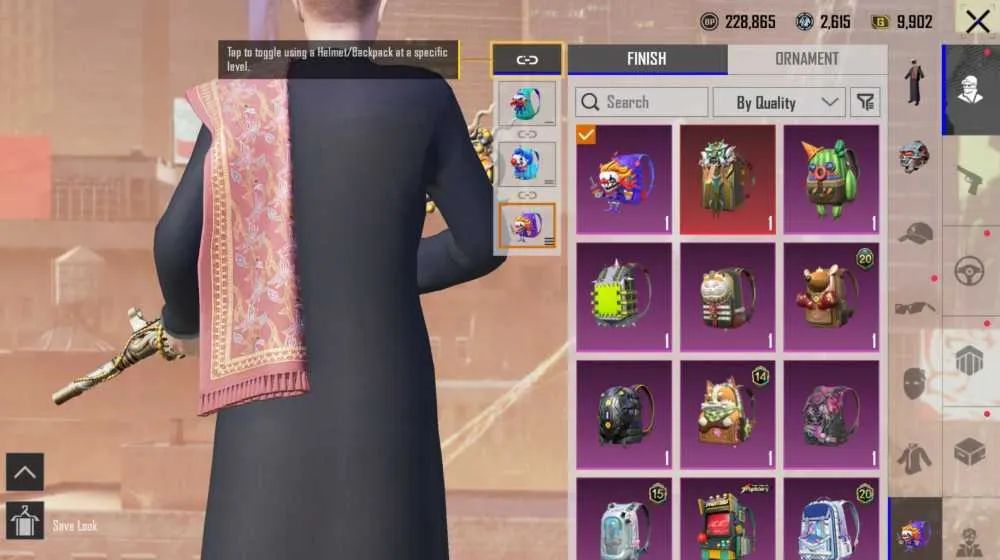 228,865
2,615
9,902
Tap to toggle using a Helmet/Backpack at a specific
level.
FINISH
ORNAMENT
Search
By Quality
1
1
1
1
1
20
1
1
14
1
1
15
20
Save Look